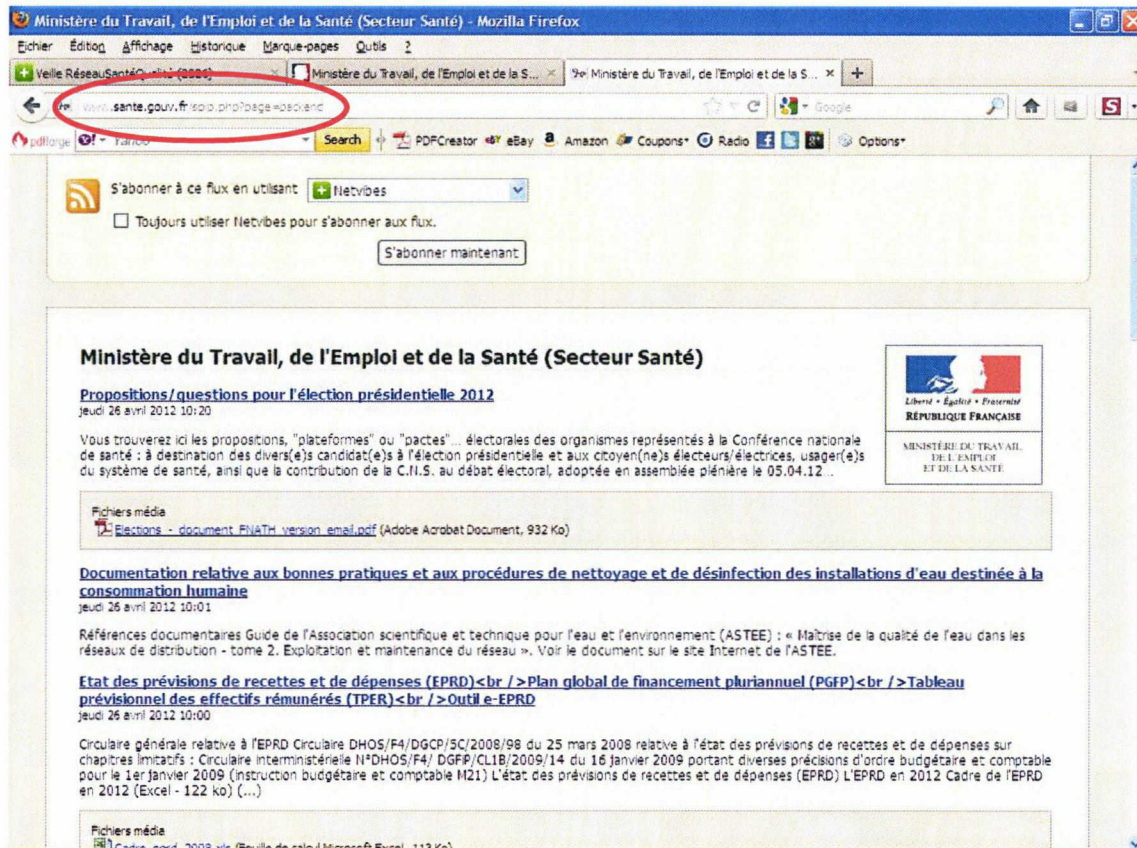 Ministère du Travail, de l'Emploi et de la Santé (Secteur Santé) - Mozilla Firefox
Fichier Édition Affichage Historique Marque-pages Outils ?
Veille RéseauSantéQualité Ministère du Travail, de l'Emploi et de la S... Ministère du Travail, de l'Emploi et de la S...
www.sante.gouv.fr/spip.php?page=backend Google
pdfforge Yahoo Search PDFCreator eBay Amazon Coupons Radio Options
S'abonner à ce flux en utilisant Netvibes
Toujours utiliser Netvibes pour s'abonner aux flux.
S'abonner maintenant
Ministère du Travail, de l'Emploi et de la Santé (Secteur Santé)
Propositions/questions pour l'élection présidentielle 2012
jeudi 26 avril 2012 10:20
Vous trouverez ici les propositions, "plateformes" ou "pactes"... électorales des organismes représentés à la Conférence nationale
de santé : à destination des divers(e)s candidat(e)s à l'élection présidentielle et aux citoyen(ne)s électeurs/électrices, usager(e)s
du système de santé, ainsi que la contribution de la C.N.S. au débat électoral, adoptée en assemblée plénière le 05.04.12...
Liberté • Égalité • Fraternité
RÉPUBLIQUE FRANÇAISE
MINISTÈRE DU TRAVAIL,
DE L'EMPLOI
ET DE LA SANTÉ
Fichiers média
Elections - document FNATH version email.pdf (Adobe Acrobat Document, 932 Ko)
Documentation relative aux bonnes pratiques et aux procédures de nettoyage et de désinfection des installations d'eau destinée à la
consommation humaine
jeudi 26 avril 2012 10:01
Références documentaires Guide de l'Association scientifique et technique pour l'eau et l'environnement (ASTEE) : « Maîtrise de la qualité de l'eau dans les
réseaux de distribution - tome 2. Exploitation et maintenance du réseau ». Voir le document sur le site Internet de l'ASTEE.
Etat des prévisions de recettes et de dépenses (EPRD)<br />Plan global de financement pluriannuel (PGFP)<br />Tableau
prévisionnel des effectifs rémunérés (TPER)<br />Outil e-EPRD
jeudi 26 avril 2012 10:00
Circulaire générale relative à l'EPRD Circulaire DHOS/F4/DGCP/5C/2008/98 du 25 mars 2008 relative à l'état des prévisions de recettes et de dépenses sur
chapitres limitatifs : Circulaire interministérielle N°DHOS/F4/ DGFIP/CL1B/2009/14 du 16 janvier 2009 portant diverses précisions d'ordre budgétaire et comptable
pour le 1er janvier 2009 (instruction budgétaire et comptable M21) L'état des prévisions de recettes et de dépenses (EPRD) L'EPRD en 2012 Cadre de l'EPRD
en 2012 (Excel - 122 ko) (...)
Fichiers média
Cadre_eprd_2008.xls (Feuille de calcul Microsoft Excel, 113 Ko)